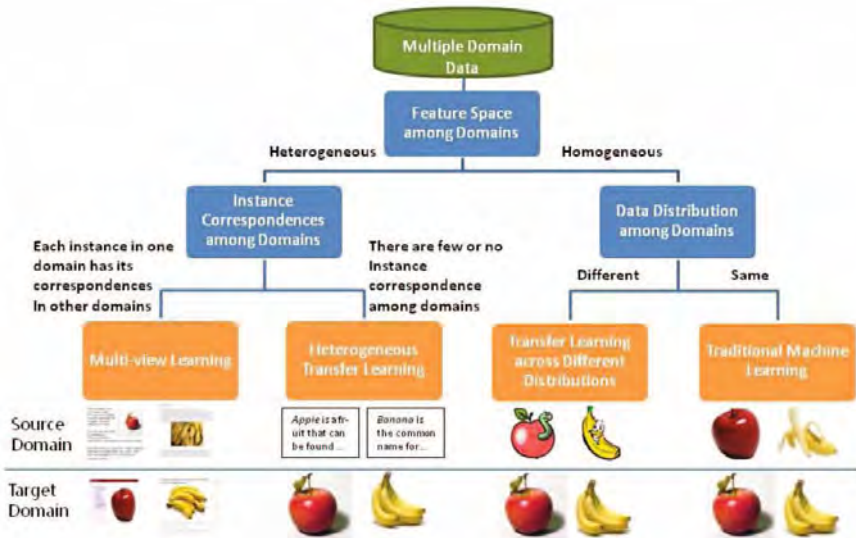 Multiple Domain
Data
Feature Space
among Domains
Heterogeneous
Homogeneous
Instance
Correspondences
among Domains
Data Distribution
among Domains
Each instance in one
domain has its
correspondences
In other domains
There are few or no
Instance
correspondence
among domains
Different
Same
Multi-view Learning
Heterogeneous
Transfer Learning
Transfer Learning
across Different
Distributions
Traditional Machine
Learning
Source
Domain
Apple is afr-
uit that can
be found ...
Banana is
the common
name for...
Target
Domain